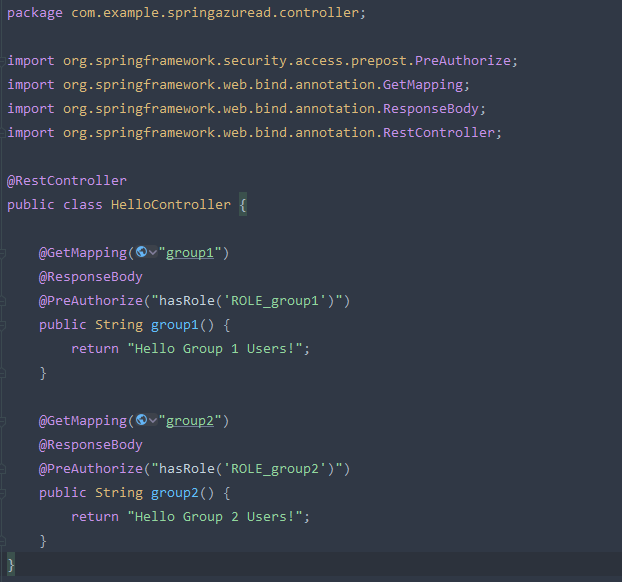 package com.example.springazuread.controller;
import org.springframework.security.access.prepost.PreAuthorize;
import org.springframework.web.bind.annotation.GetMapping;
import org.springframework.web.bind.annotation.ResponseBody;
import org.springframework.web.bind.annotation.RestController;
@RestController
public class HelloController {
@GetMapping("group1")
@ResponseBody
@PreAuthorize("hasRole('ROLE_group1')")
public String group1() {
return "Hello Group 1 Users!";
}
@GetMapping("group2")
@ResponseBody
@PreAuthorize("hasRole('ROLE_group2')")
public String group2() {
return "Hello Group 2 Users!";
}
}